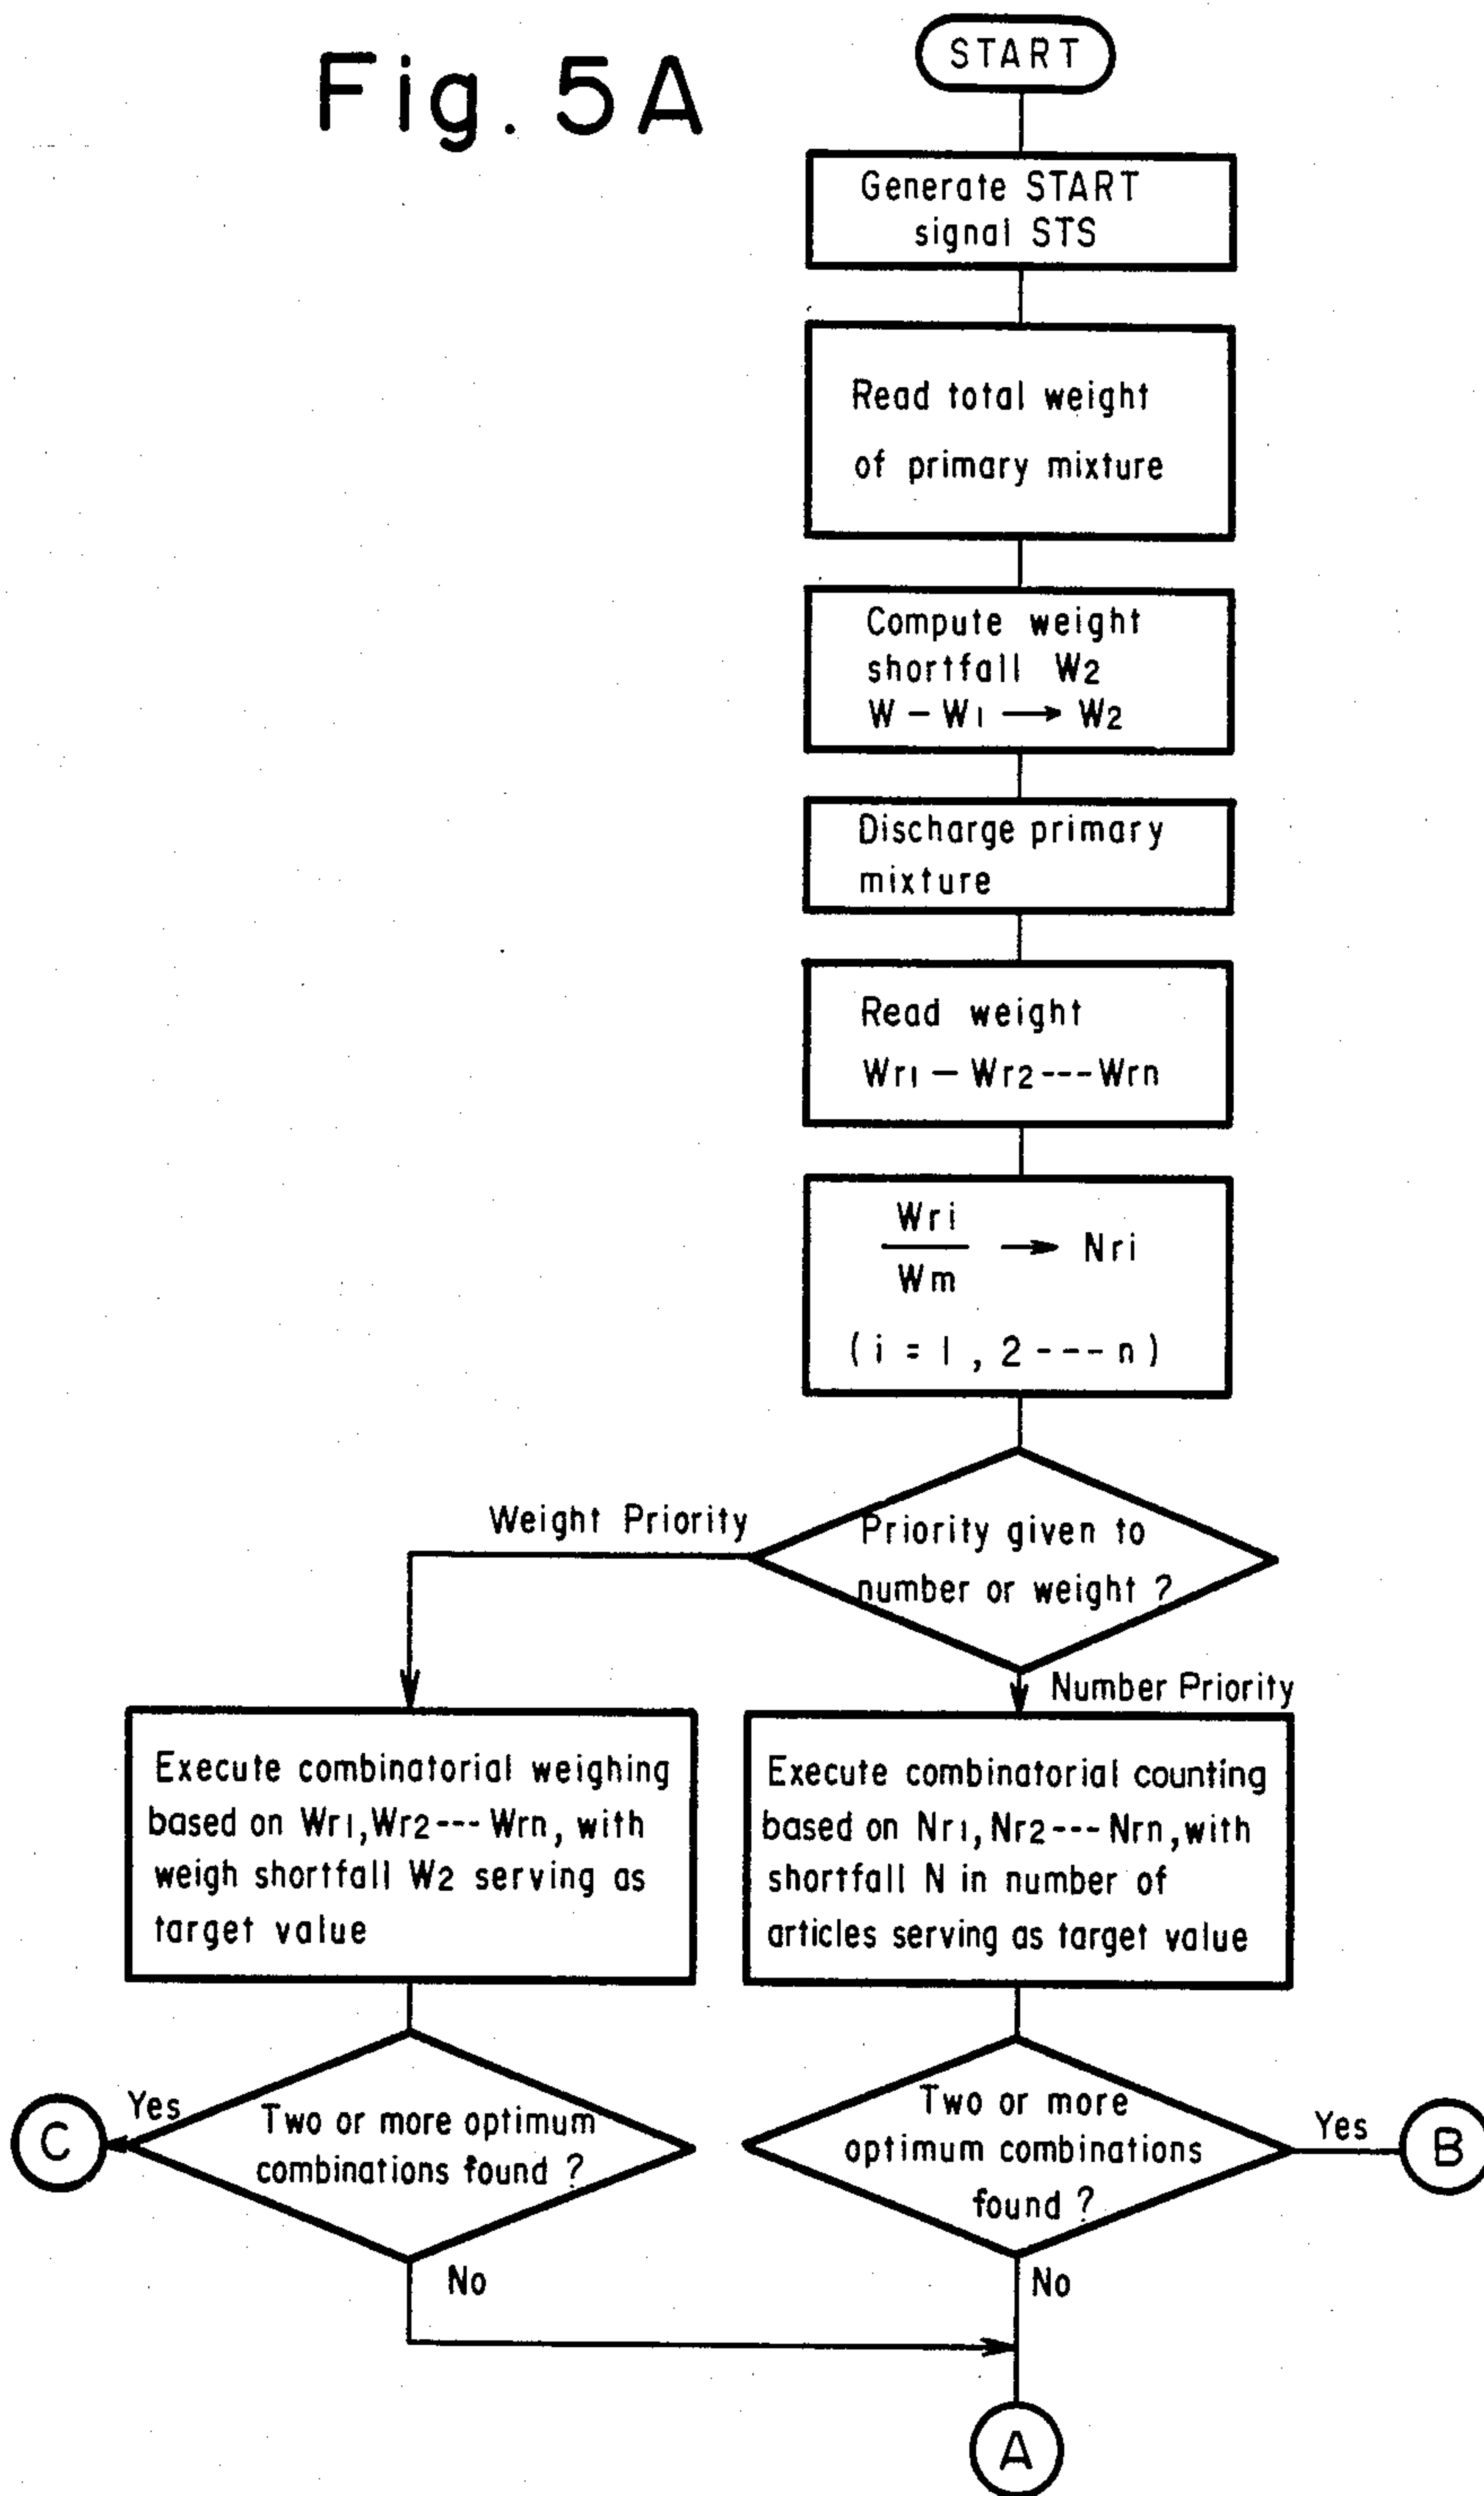 Fig. 5A
START
Generate START
signal STS
Read total weight
of primary mixture
Compute weight
shortfall W2
W − W1 → W2
Discharge primary
mixture
Read weight
Wr1 − Wr2 --- Wrn
Wri
Wm
→ Nri
( i = 1 , 2 --- n )
Priority given to
number or weight ?
Weight Priority
Number Priority
Execute combinatorial weighing
based on Wr1, Wr2 --- Wrn, with
weigh shortfall W2 serving as
target value
Execute combinatorial counting
based on Nr1, Nr2 --- Nrn, with
shortfall N in number of
articles serving as target value
Two or more optimum
combinations found ?
Yes
C
No
Two or more
optimum combinations
found ?
Yes
B
No
A